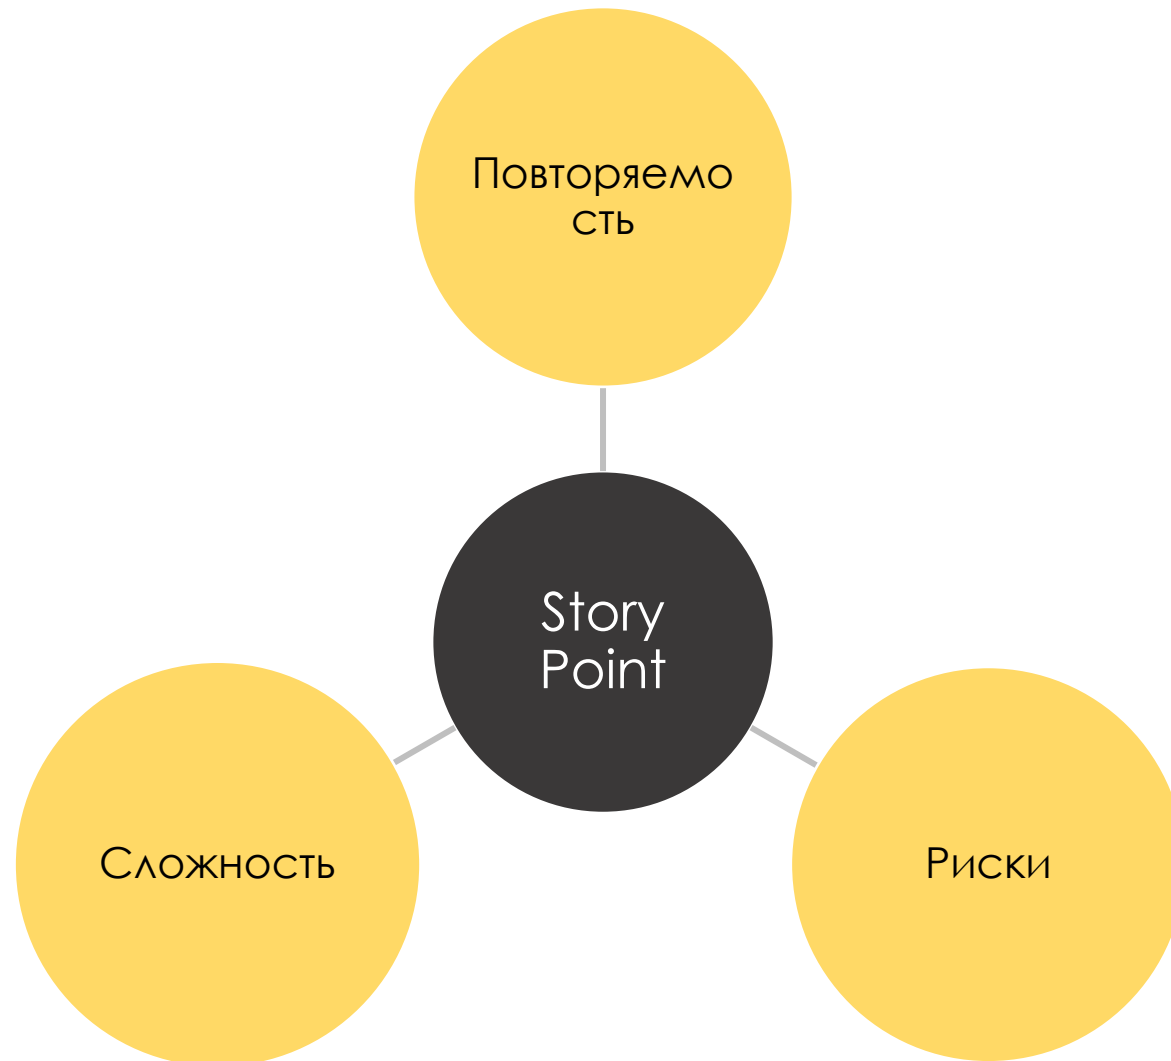 Повторяемо
сть
Story
Point
Сложность
Риски